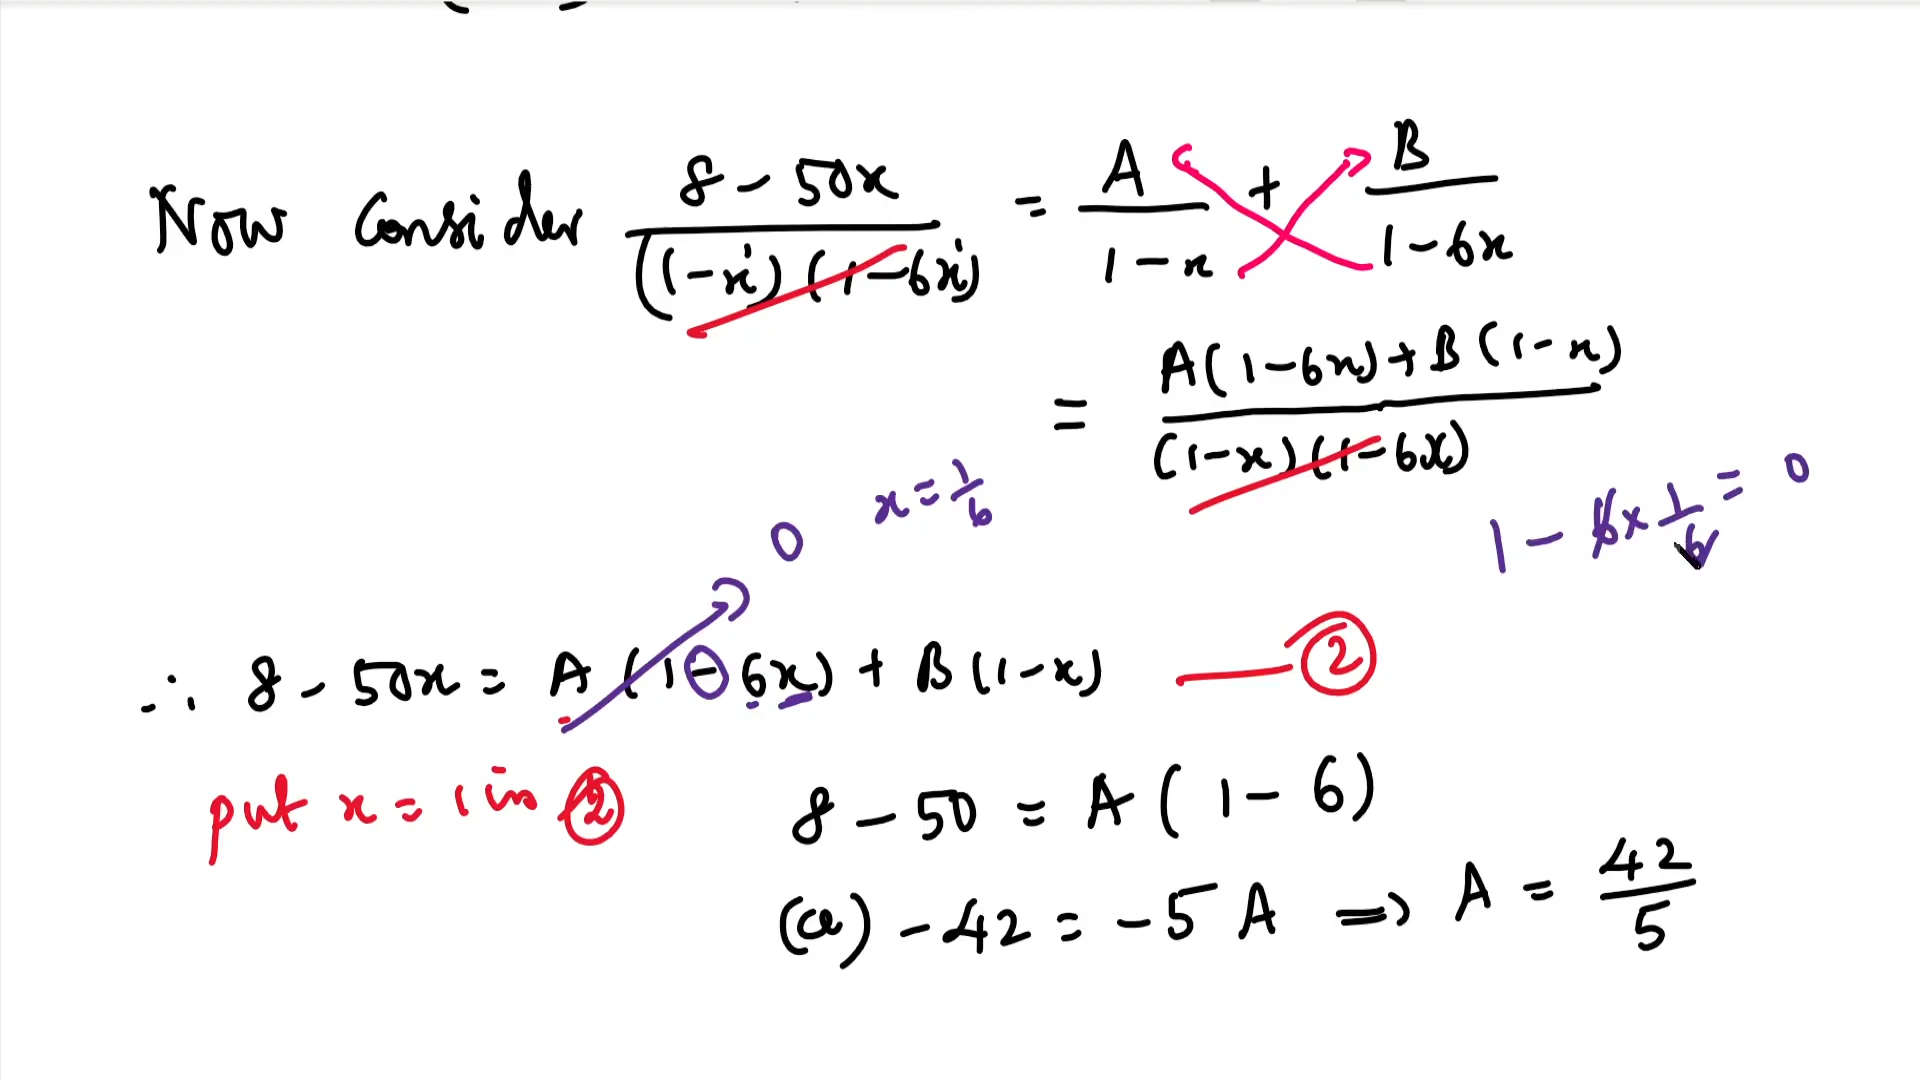 Now Consider (8 - 50x)/((1-x)(1-6x)) = A/(1-x) + B/(1-6x)
= (A(1-6x)+B(1-x))/((1-x)(1-6x))
x = 1/6
1 - 6 x 1/6 = 0
0
∴ 8 - 50x = A (1-6x) + B(1-x) — ②
put x = 1 in ② 8 - 50 = A ( 1 - 6)
- 42 = - 5 A ⇒ A = 42/5